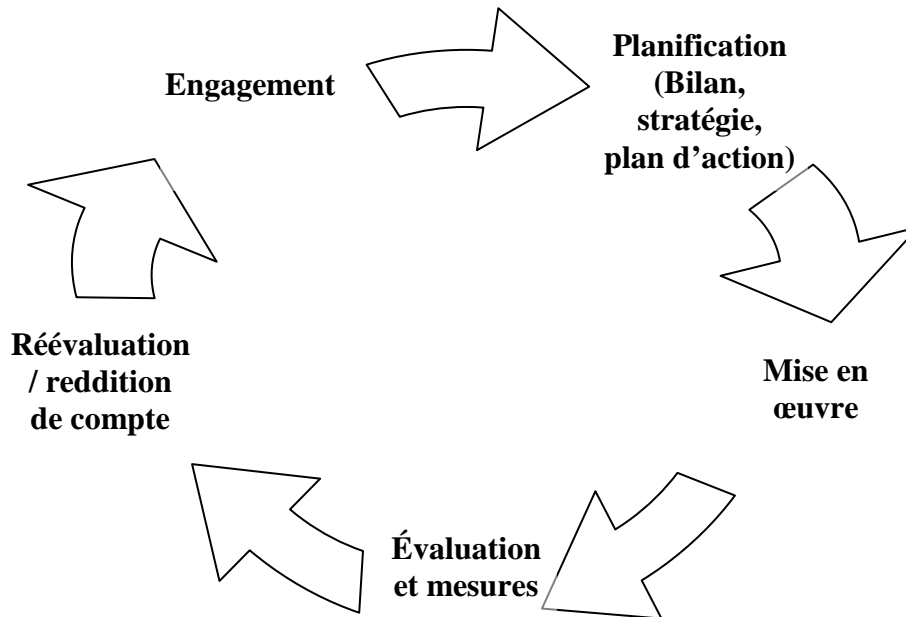 Engagement
Planification
(Bilan,
stratégie,
plan d’action)
Mise en
œuvre
Évaluation
et mesures
Réévaluation
/ reddition
de compte